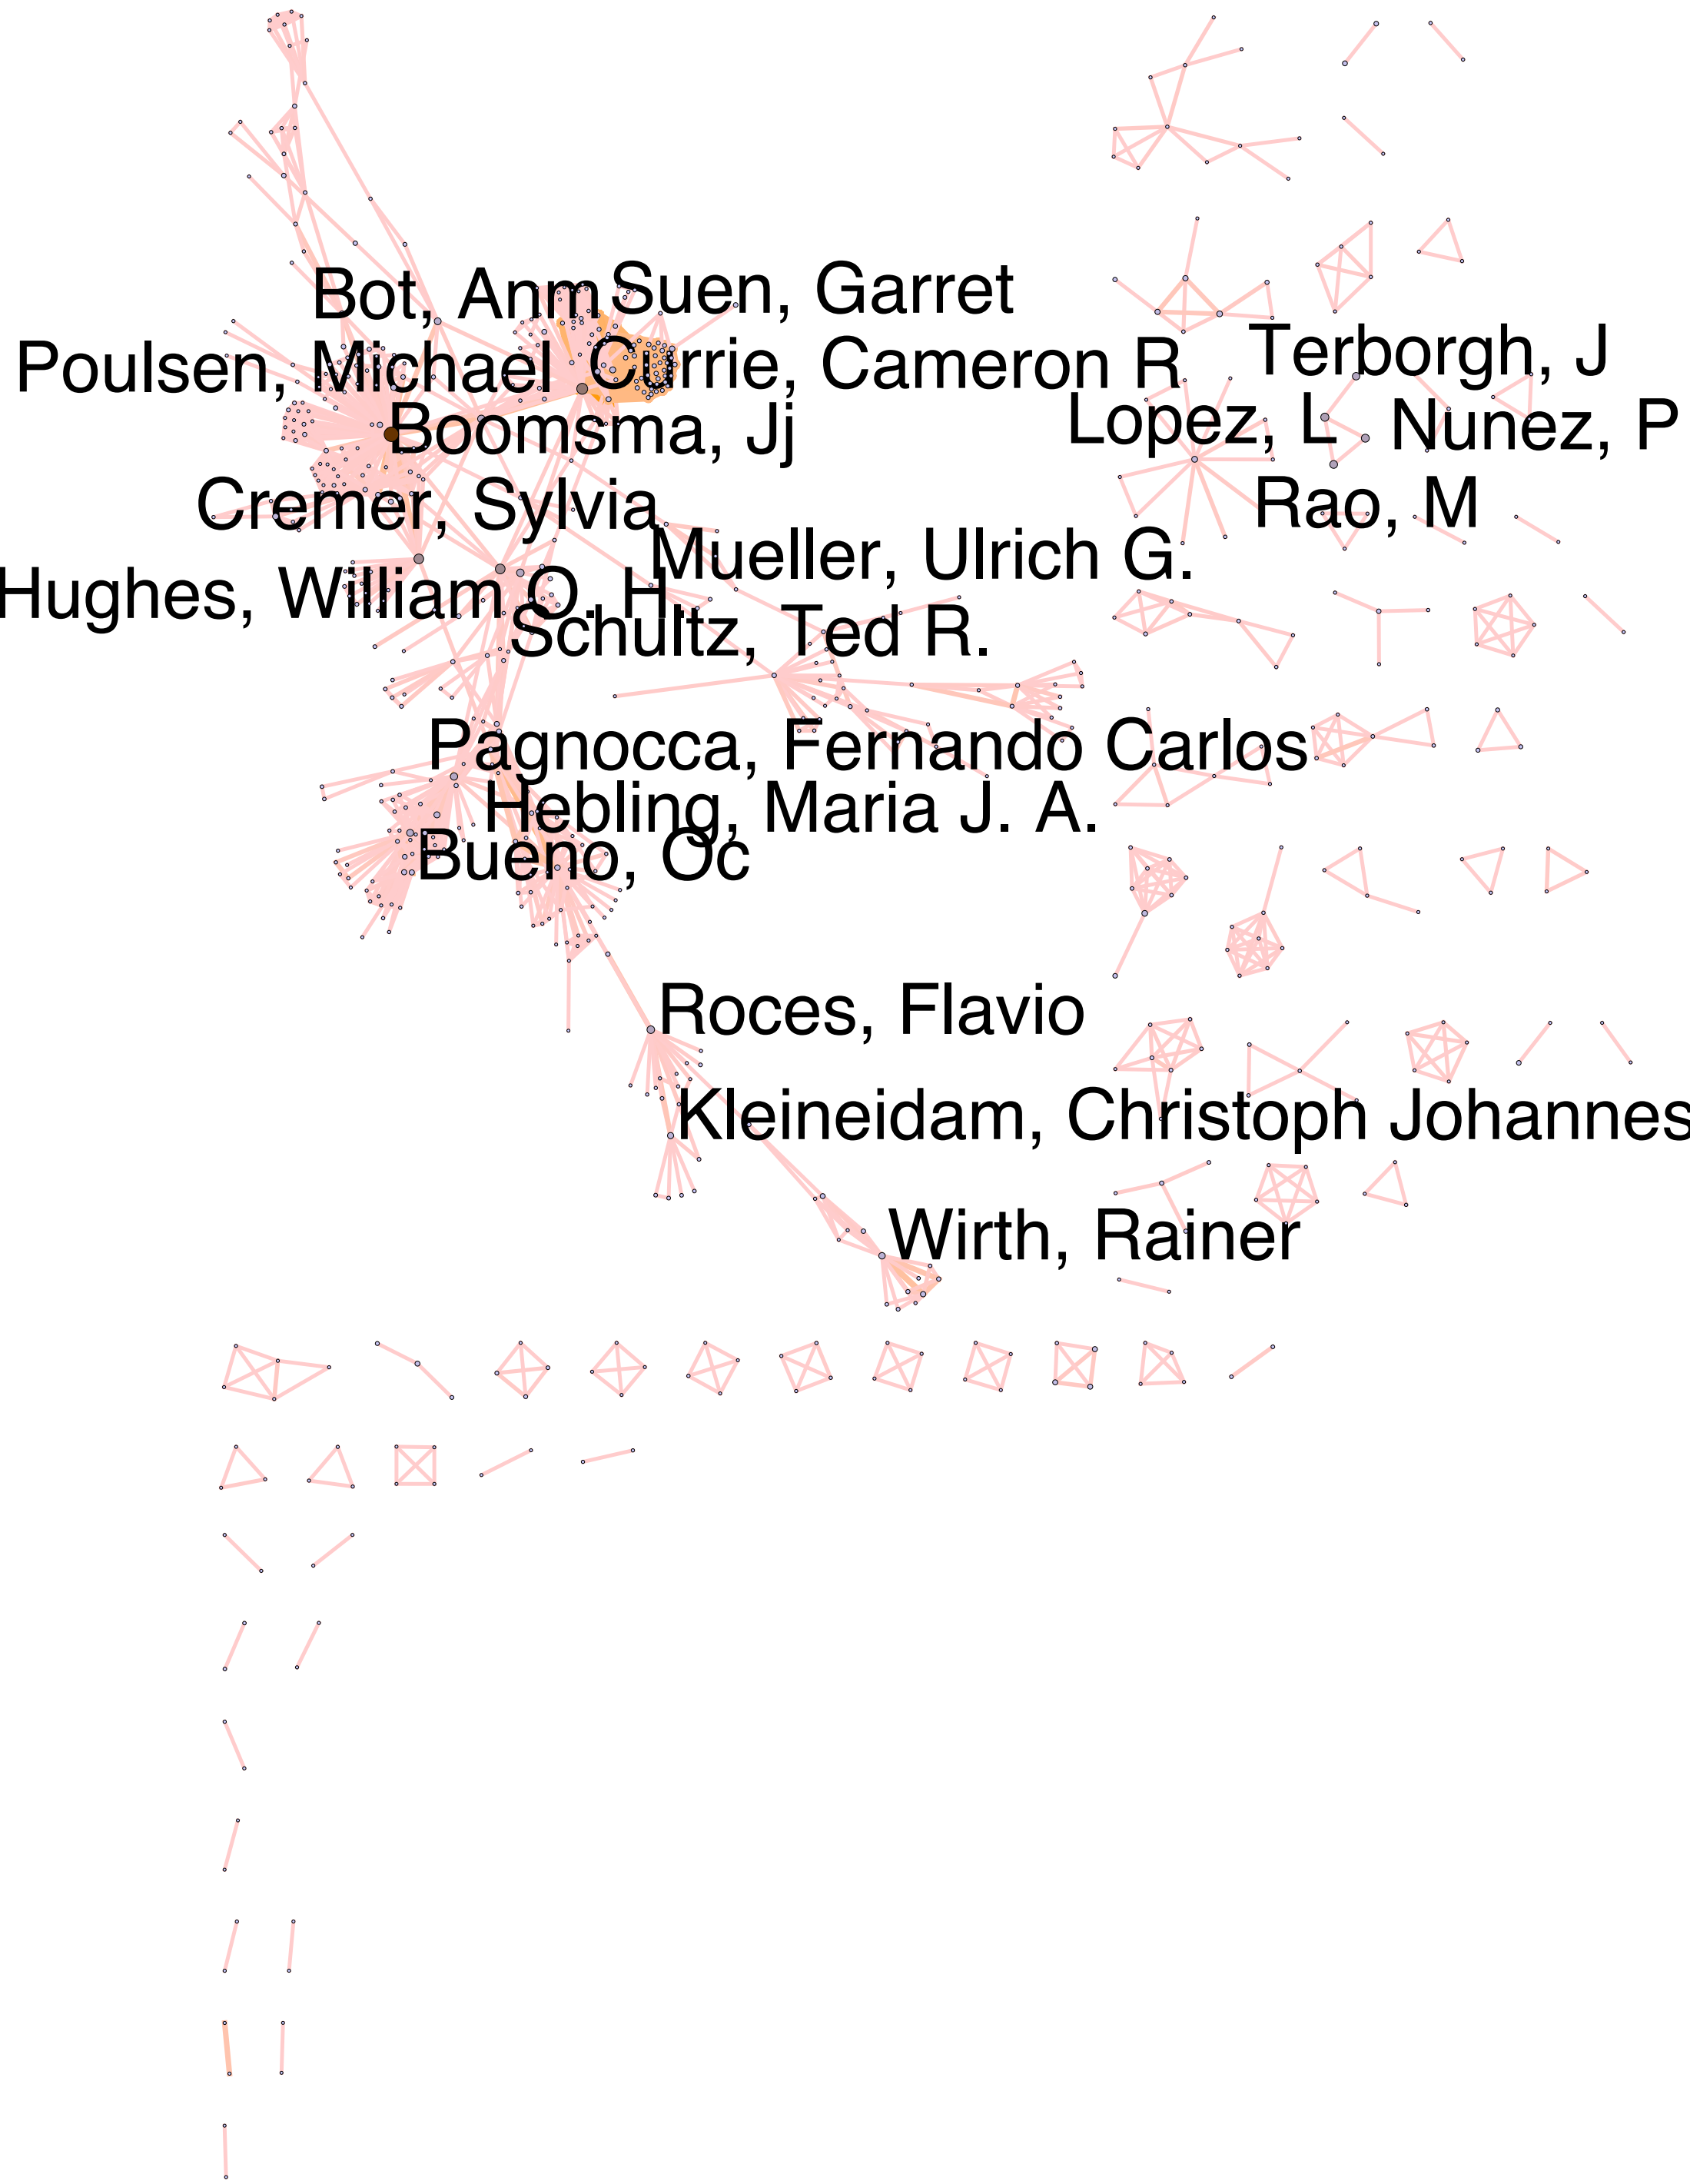 Bot, Anm
Suen, Garret
Poulsen, Michael
Currie, Cameron R
Terborgh, J
Boomsma, Jj
Lopez, L
Nunez, P
Cremer, Sylvia
Rao, M
Mueller, Ulrich G.
Hughes, William O. H.
Schultz, Ted R.
Pagnocca, Fernando Carlos
Hebling, Maria J. A.
Bueno, Oc
Roces, Flavio
Kleineidam, Christoph Johannes
Wirth, Rainer